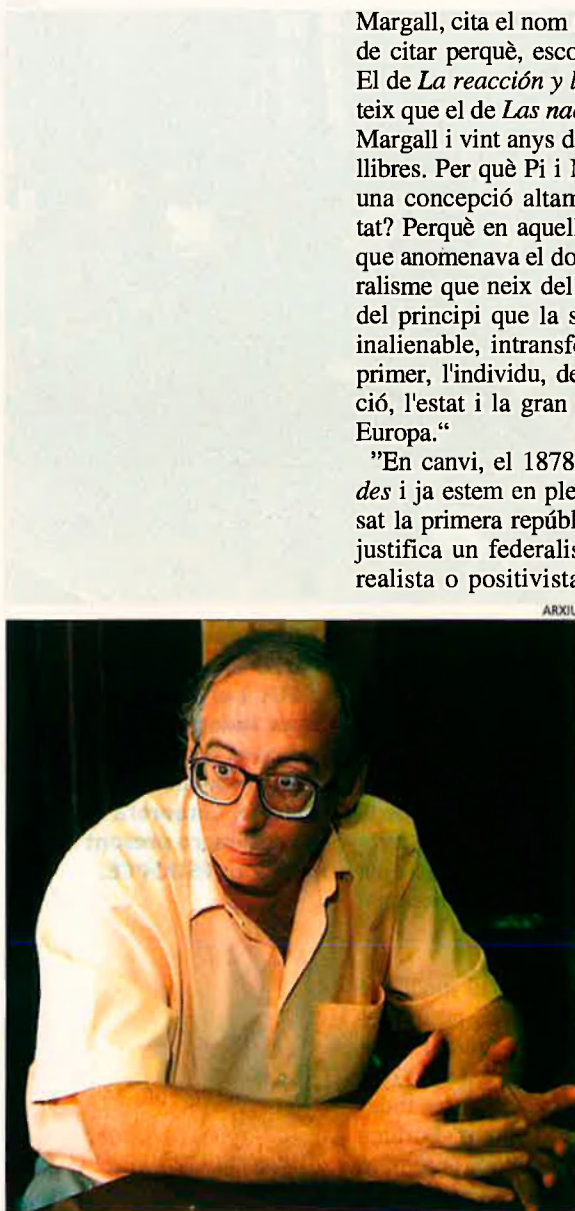 Margall, cita el nom
de citar perquè, esco
El de La reacción y l
teix que el de Las nac
Margall i vint anys d
llibres. Per què Pi i M
una concepció altam
tat? Perquè en aquell
que anomenava el do
ralisme que neix del
del principi que la s
inalienable, intransfe
primer, l'individu, de
ció, l'estat i la gran
Europa.“
”En canvi, el 1878
des i ja estem en ple
sat la primera repúbl
justifica un federalis
realista o positivista
ARXIU